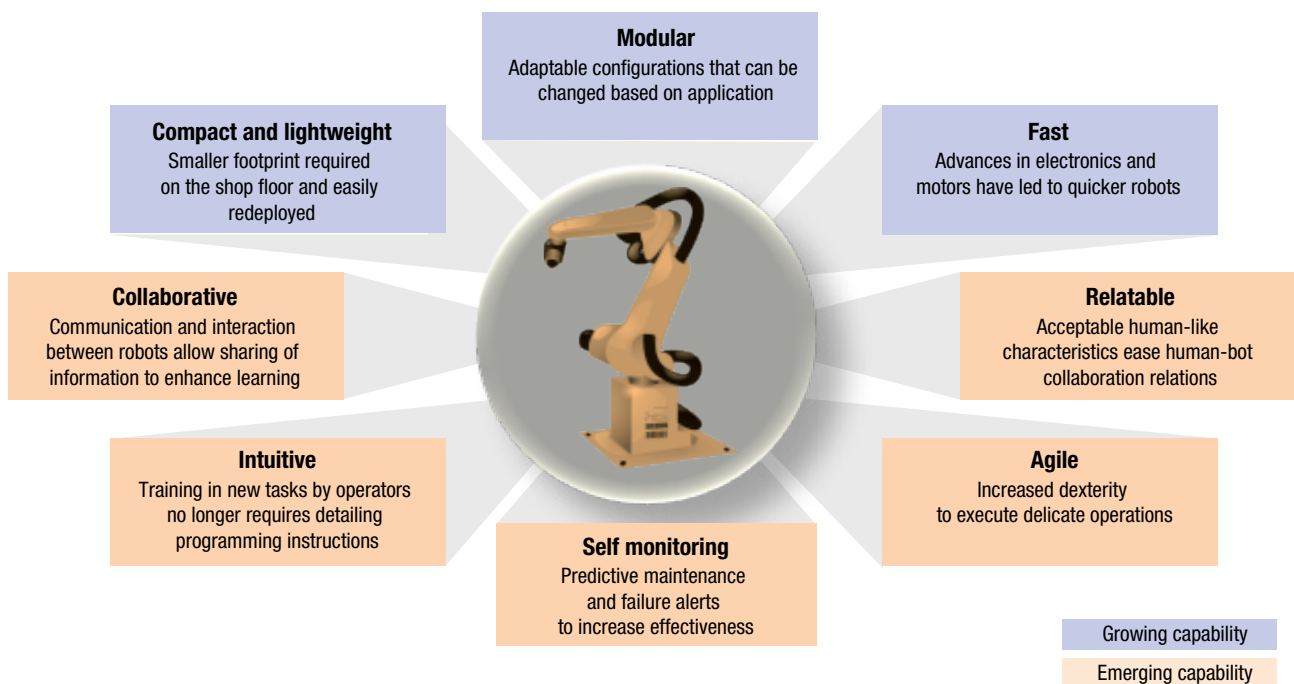 Modular
Adaptable configurations that can be
changed based on application
Compact and lightweight
Smaller footprint required
on the shop floor and easily
redeployed
Fast
Advances in electronics and
motors have led to quicker robots
Collaborative
Communication and interaction
between robots allow sharing of
information to enhance learning
Relatable
Acceptable human-like
characteristics ease human-bot
collaboration relations
Intuitive
Training in new tasks by operators
no longer requires detailing
programming instructions
Agile
Increased dexterity
to execute delicate operations
Self monitoring
Predictive maintenance
and failure alerts
to increase effectiveness
Growing capability
Emerging capability